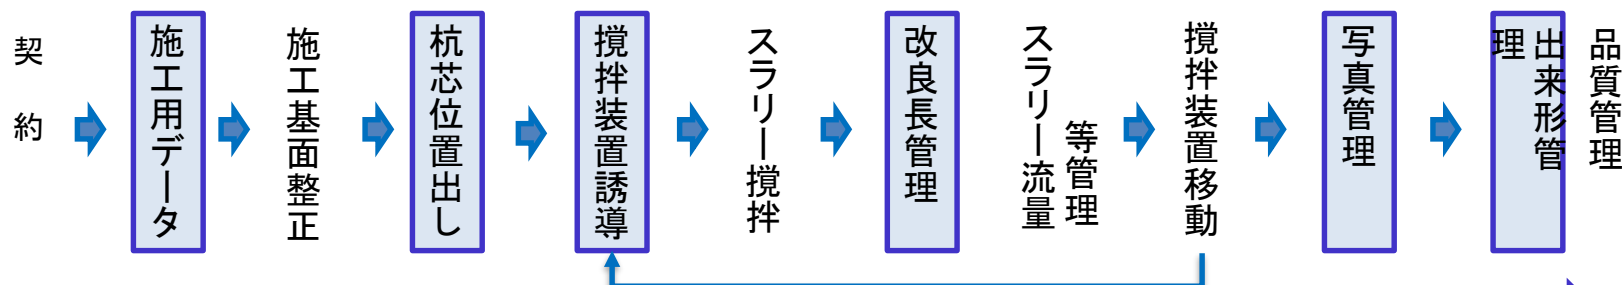 契約
施工用データ
施工基面整正
杭芯位置出し
撹拌装置誘導
スラリー撹拌
改良長管理
スラリー流量
等管理
撹拌装置移動
写真管理
出来形管
理
品質管理